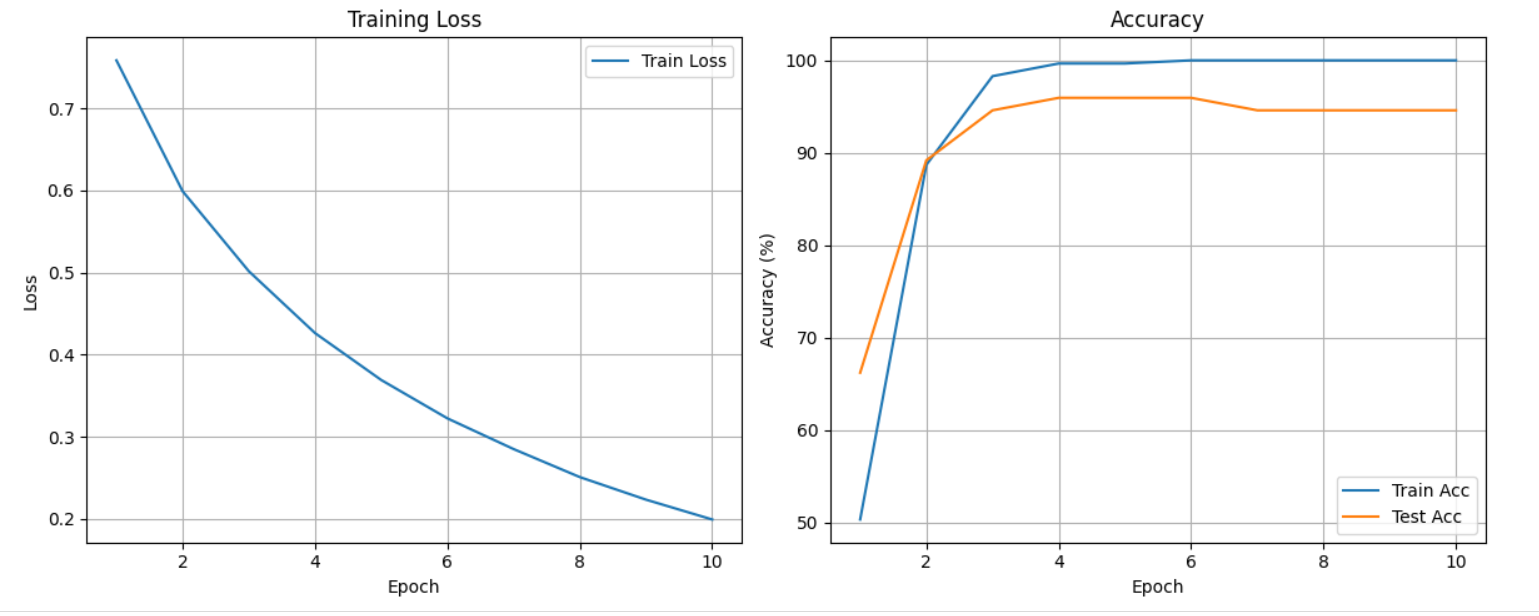 Training Loss
Train Loss
0.7
0.6
0.5
0.4
0.3
0.2
Loss
2 4 6 8 10
Epoch
Accuracy
100
90
80
70
60
50
Accuracy (%)
Train Acc
Test Acc
2 4 6 8 10
Epoch